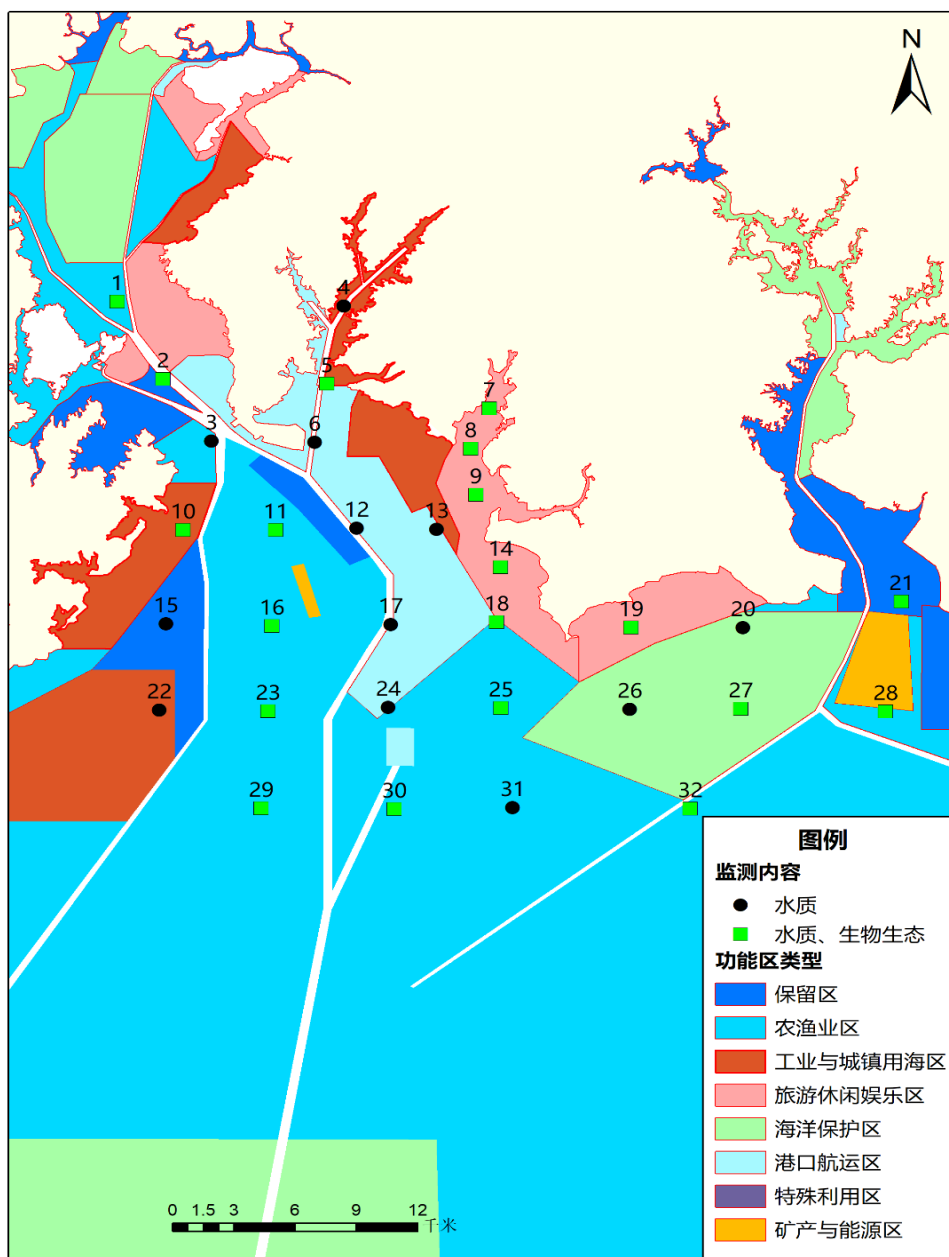 N
1
4
2
5
7
3
6
8
9
10
11
12
13
14
15
16
17
18
19
20
21
22
23
24
25
26
27
28
29
30
31
32
图例
监测内容
水质
水质、生物生态
功能区类型
保留区
农渔业区
工业与城镇用海区
旅游休闲娱乐区
海洋保护区
港口航运区
特殊利用区
矿产与能源区
0 1.5 3 6 9 12
千米